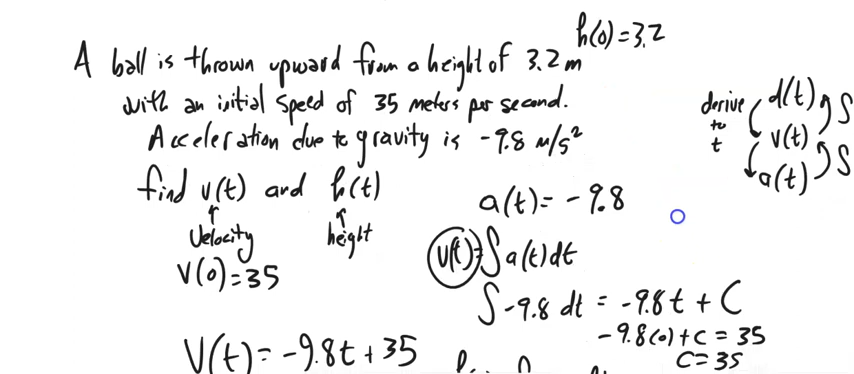 A ball is thrown upward from a height of 3.2 m h(0)=3.2
with an initial speed of 35 meters per second.
Acceleration due to gravity is -9.8 m/s²
find v(t) and h(t)
velocity height
V(0)=35
V(t)= -9.8t+35
derive to t
d(t) ∫
v(t) ∫
a(t)
a(t)= -9.8
v(t)=∫a(t)dt
∫-9.8 dt = -9.8t + C
-9.8(0)+C = 35
C=35